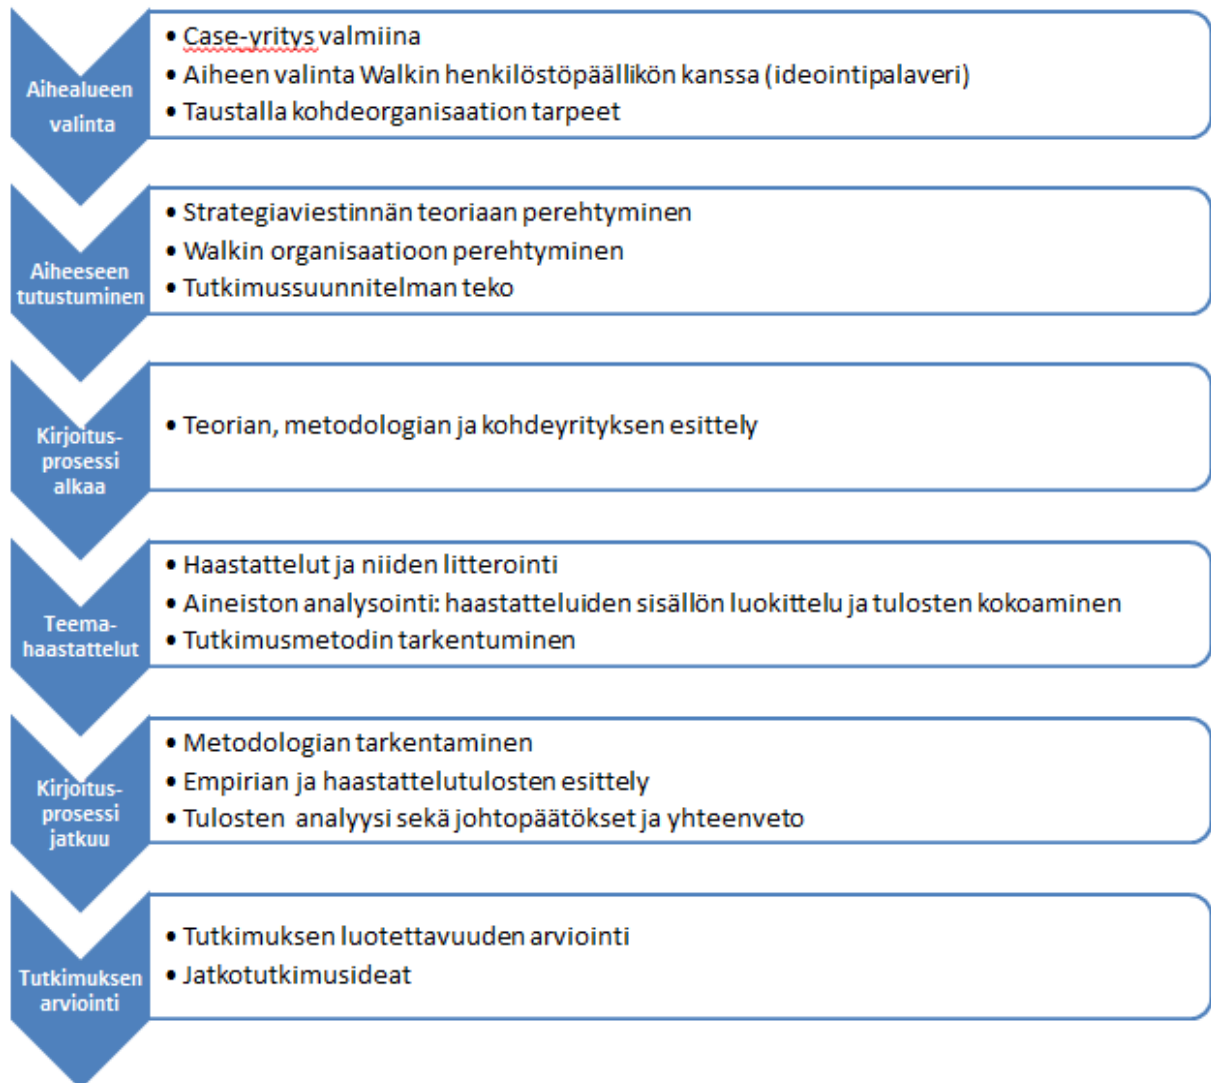 Aihealueen
valinta
• Case-yritys valmiina
• Aiheen valinta Walkin henkilöstöpäällikön kanssa (ideointipalaveri)
• Taustalla kohdeorganisaation tarpeet
Aiheeseen
tutustuminen
• Strategiaviestinnän teoriaan perehtyminen
• Walkin organisaatioon perehtyminen
• Tutkimussuunnitelman teko
Kirjoitus-
prosessi
alkaa
• Teorian, metodologian ja kohdeyrityksen esittely
Teema-
haastattelut
• Haastattelut ja niiden litterointi
• Aineiston analysointi: haastatteluiden sisällön luokittelu ja tulosten kokoaminen
• Tutkimusmetodin tarkentuminen
Kirjoitus-
prosessi
jatkuu
• Metodologian tarkentaminen
• Empirian ja haastattelutulosten esittely
• Tulosten analyysi sekä johtopäätökset ja yhteenveto
Tutkimuksen
arviointi
• Tutkimuksen luotettavuuden arviointi
• Jatkotutkimusideat